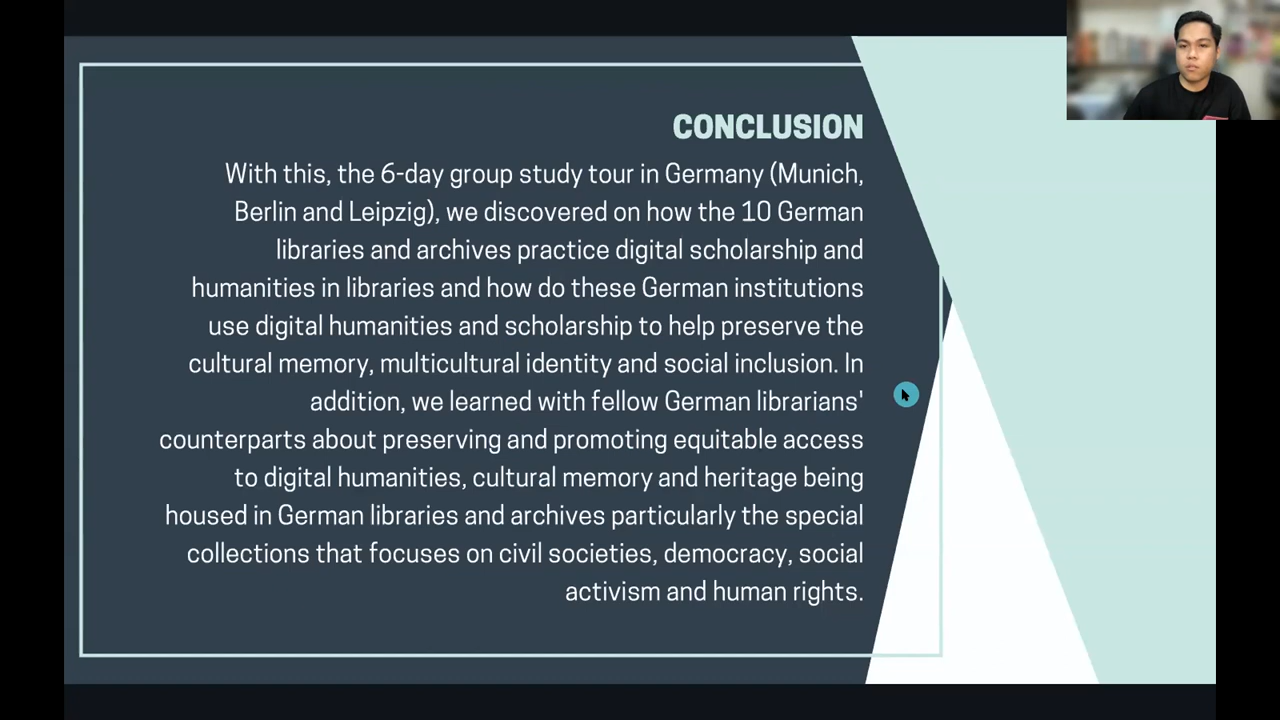 CONCLUSION
With this, the 6-day group study tour in Germany (Munich,
Berlin and Leipzig), we discovered on how the 10 German
libraries and archives practice digital scholarship and
humanities in libraries and how do these German institutions
use digital humanities and scholarship to help preserve the
cultural memory, multicultural identity and social inclusion. In
addition, we learned with fellow German librarians'
counterparts about preserving and promoting equitable access
to digital humanities, cultural memory and heritage being
housed in German libraries and archives particularly the special
collections that focuses on civil societies, democracy, social
activism and human rights.